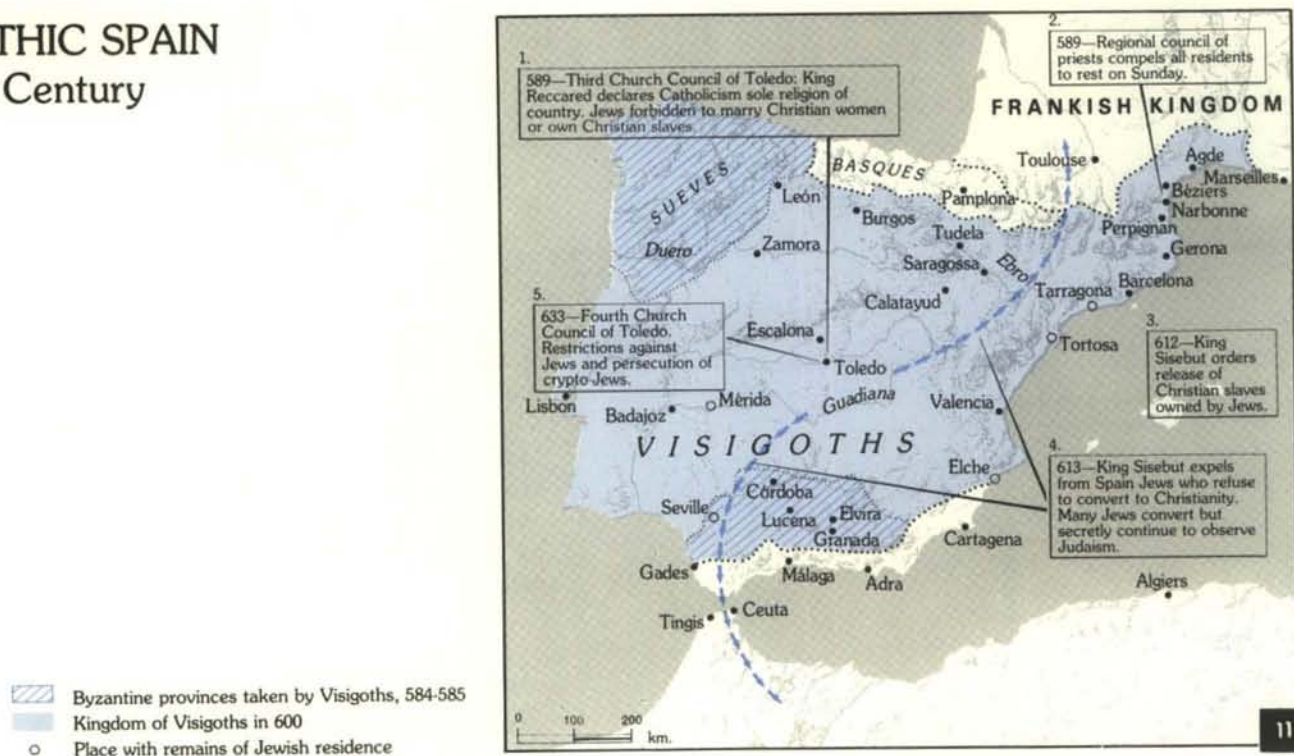 THIC SPAIN
Century
1.
589—Third Church Council of Toledo: King
Reccared declares Catholicism sole religion of
country. Jews forbidden to marry Christian women
or own Christian slaves.
2.
589—Regional council of
priests compels all residents
to rest on Sunday.
FRANKISH KINGDOM
BASQUES
Toulouse
Agde
Marseilles
SUEVES
León
Pamplona
Béziers
Burgos
Narbonne
Tudela
Perpignan
Duero
Zamora
Saragossa
Ebro
Gerona
Calatayud
Tarragona
Barcelona
5.
633—Fourth Church
Council of Toledo.
Restrictions against
Jews and persecution of
crypto-Jews.
Escalona
Toledo
Tortosa
3.
612—King
Sisebut orders
release of
Christian slaves
owned by Jews.
Lisbon
Badajoz
Mérida
Guadiana
Valencia
VISIGOTHS
Elche
4.
613—King Sisebut expels
from Spain Jews who refuse
to convert to Christianity.
Many Jews convert but
secretly continue to observe
Judaism.
Córdoba
Seville
Lucena
Elvira
Granada
Cartagena
Gades
Málaga
Adra
Algiers
Tingis
Ceuta
Byzantine provinces taken by Visigoths, 584-585
Kingdom of Visigoths in 600
Place with remains of Jewish residence
0 100 200
km.
11